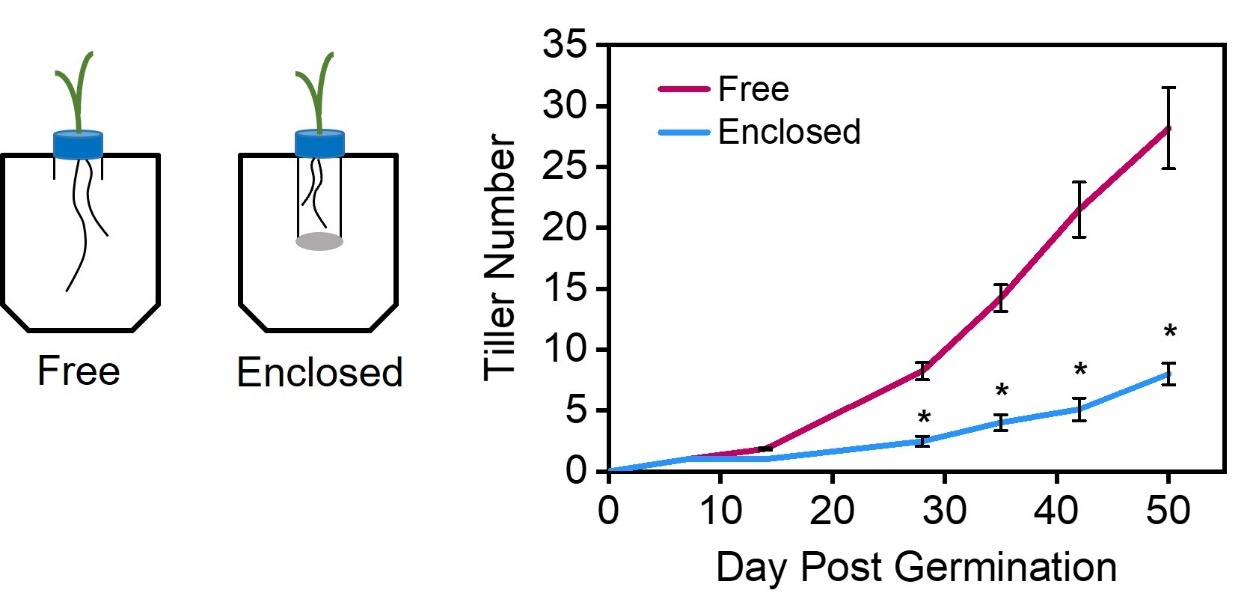 Free
Enclosed
35
30
25
20
15
10
5
0
Tiller Number
Free
Enclosed
*
*
*
*
0 10 20 30 40 50
Day Post Germination